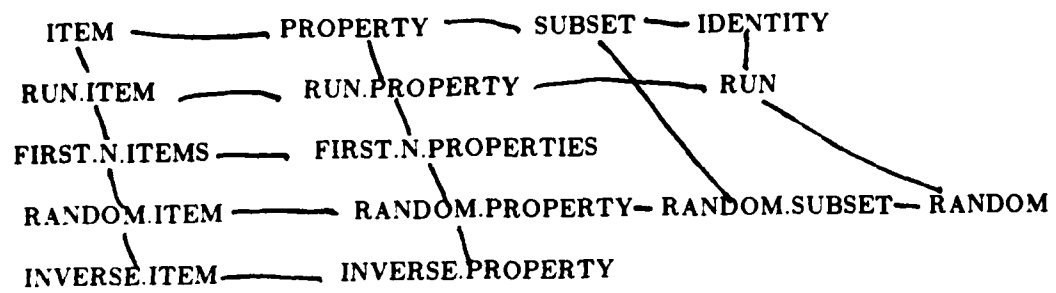 ITEM PROPERTY SUBSET IDENTITY
RUN.ITEM RUN.PROPERTY RUN
FIRST.N.ITEMS FIRST.N.PROPERTIES
RANDOM.ITEM RANDOM.PROPERTY RANDOM.SUBSET RANDOM
INVERSE.ITEM INVERSE.PROPERTY